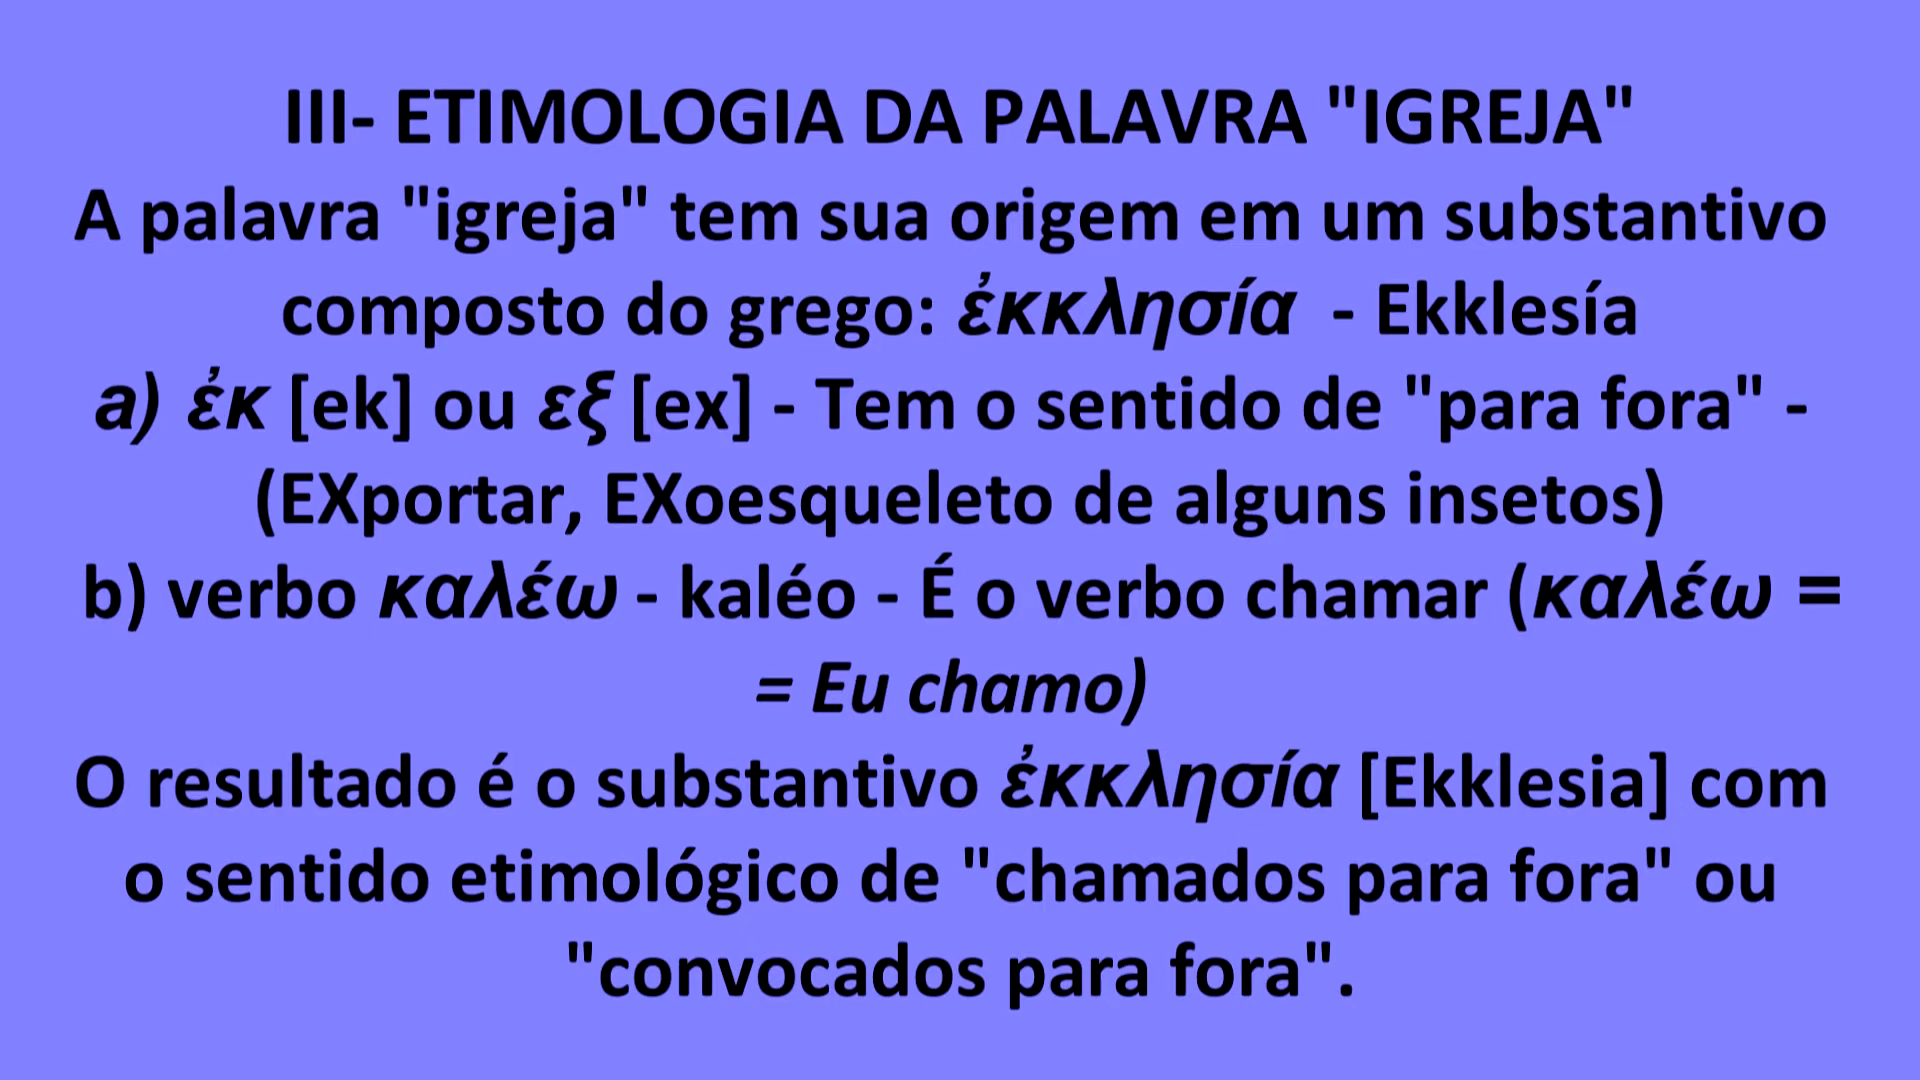 III- ETIMOLOGIA DA PALAVRA "IGREJA"
A palavra "igreja" tem sua origem em um substantivo
composto do grego: ἐκκλησία - Ekklesía
a) ἐκ [ek] ou εξ [ex] - Tem o sentido de "para fora" -
(EXportar, EXoesqueleto de alguns insetos)
b) verbo καλέω - kaléo - É o verbo chamar (καλέω =
= Eu chamo)
O resultado é o substantivo ἐκκλησία [Ekklesia] com
o sentido etimológico de "chamados para fora" ou
"convocados para fora".